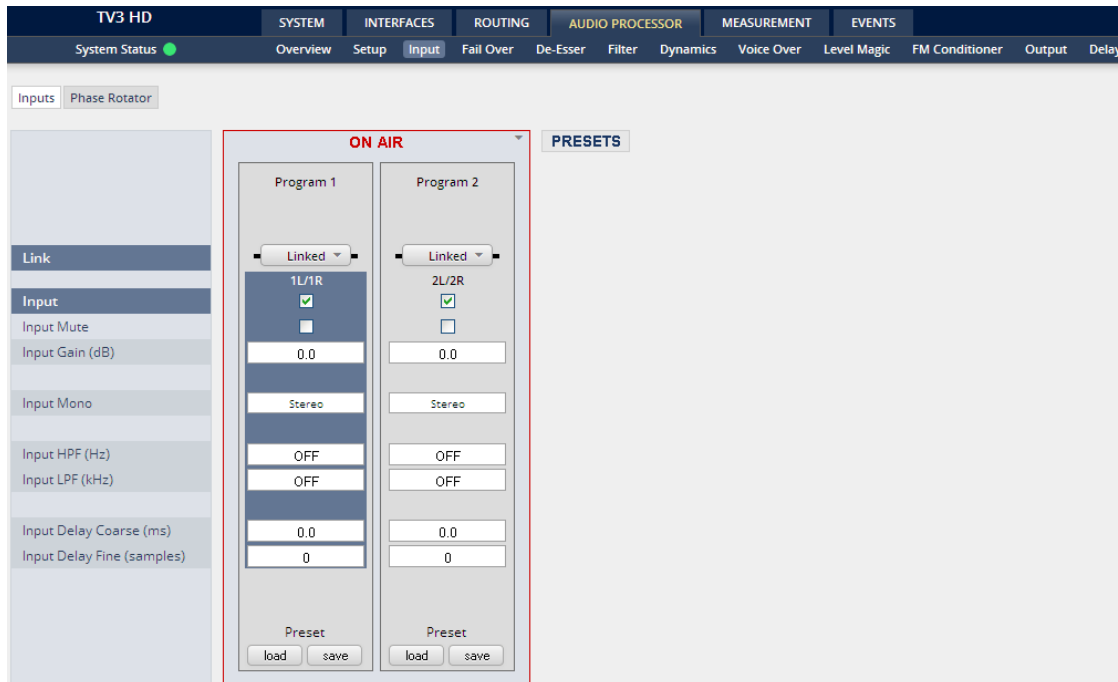 TV3 HD SYSTEM INTERFACES ROUTING AUDIO PROCESSOR MEASUREMENT EVENTS
System Status Overview Setup Input Fail Over De-Esser Filter Dynamics Voice Over Level Magic FM Conditioner Output Delay
Inputs Phase Rotator
ON AIR PRESETS
Program 1 Program 2
Link Linked Linked
1L/1R 2L/2R
Input
Input Mute
Input Gain (dB) 0.0 0.0
Input Mono Stereo Stereo
Input HPF (Hz) OFF OFF
Input LPF (kHz) OFF OFF
Input Delay Coarse (ms) 0.0 0.0
Input Delay Fine (samples) 0 0
Preset Preset
load save load save